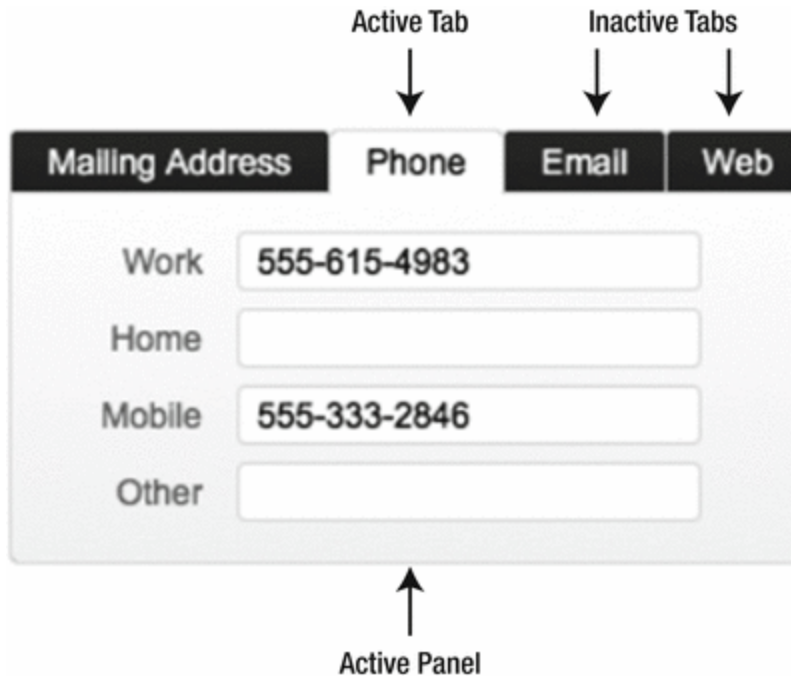 Active Tab Inactive Tabs
Mailing Address Phone Email Web
Work 555-615-4983
Home
Mobile 555-333-2846
Other
Active Panel